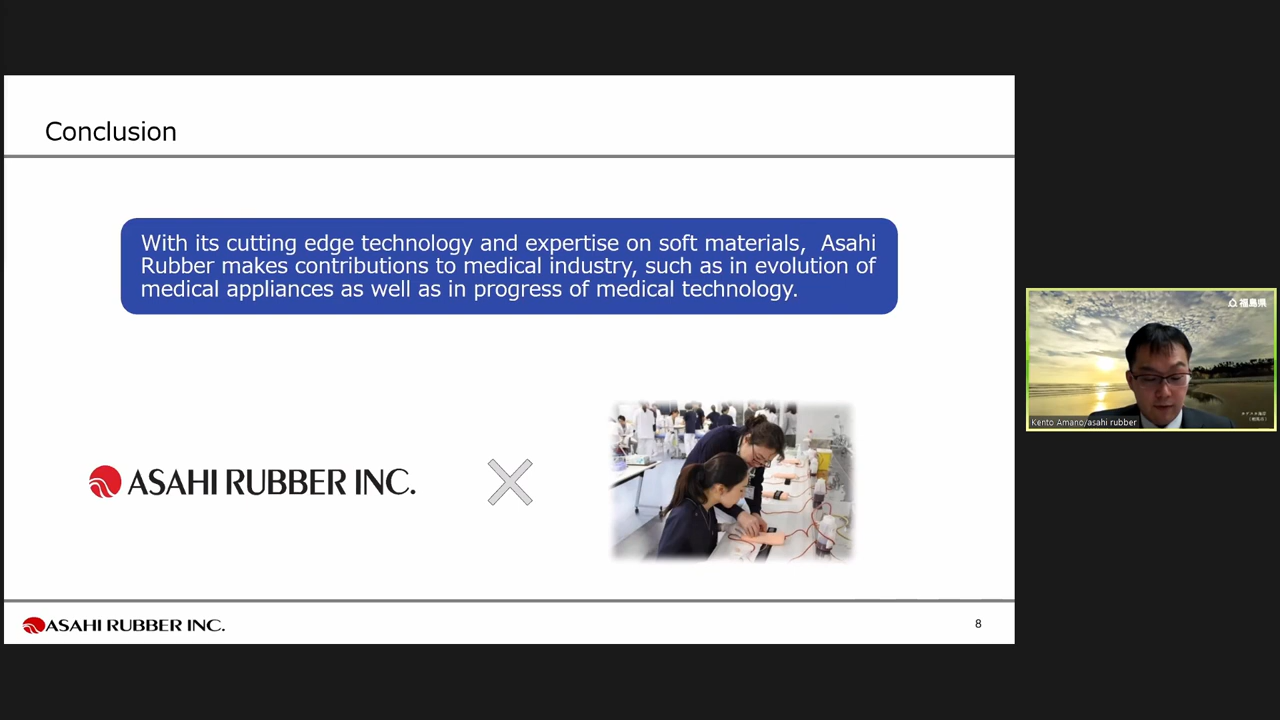 Conclusion
With its cutting edge technology and expertise on soft materials,  Asahi
Rubber makes contributions to medical industry, such as in evolution of
medical appliances as well as in progress of medical technology.
ASAHI RUBBER INC.
ASAHI RUBBER INC.
8
福島県
Kento Amano/asahi rubber